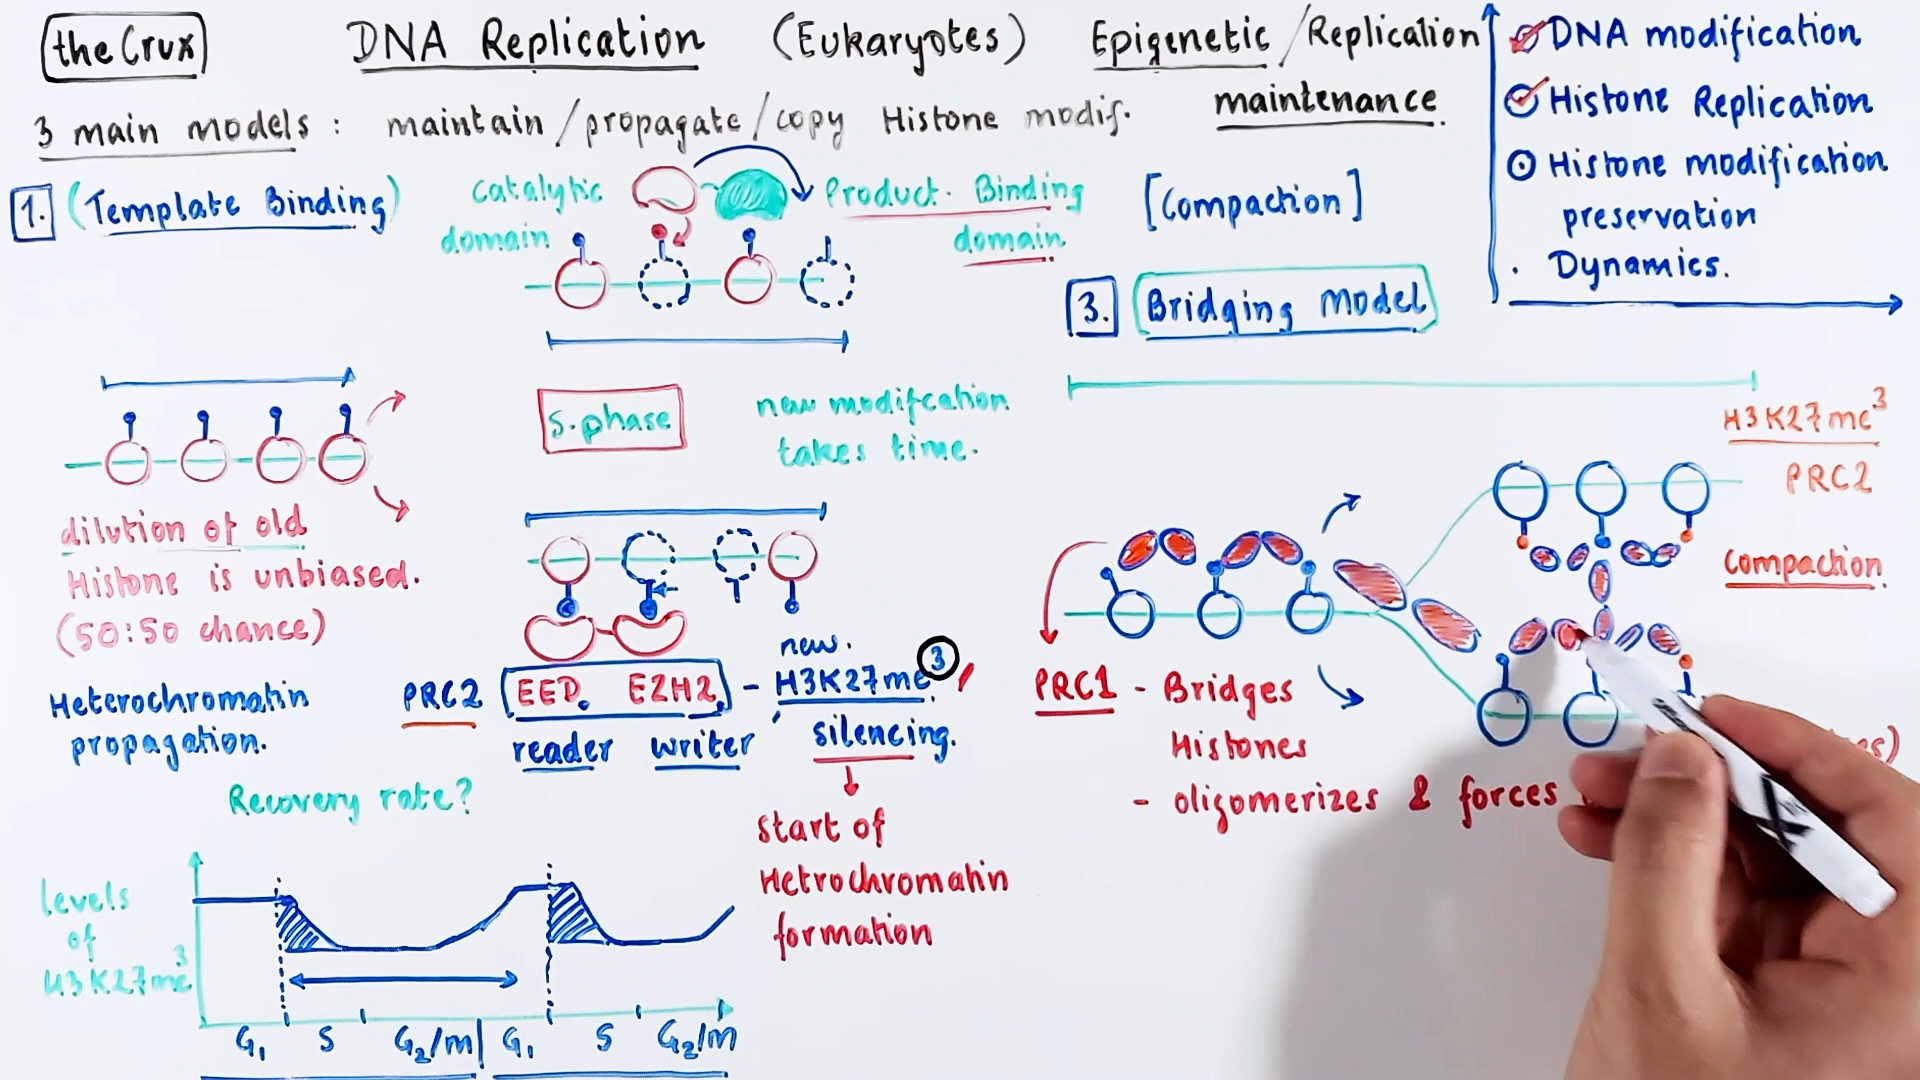 the Crux
DNA Replication (Eukaryotes) Epigenetic / Replication
maintenance.
DNA modification
Histone Replication
Histone modification
preservation
. Dynamics.
3 main models : maintain / propagate / copy Histone modif.
1. (Template Binding)
Catalytic
domain
Product. Binding
domain
[Compaction]
3. Bridging Model
S.phase
new modifcation
takes time.
dilution of old
Histone is unbiased.
(50:50 chance)
Heterochromatin
propagation.
PRC2 EED. EZH2. - H3K27me3
new.
reader writer
silencing.
start of
Hetrochromatin
formation
Recovery rate?
levels
of
H3K27me3
G1 S G2/M G1 S G2/M
H3K27me3
PRC2
Compaction.
PRC1 - Bridges
Histones
- oligomerizes & forces